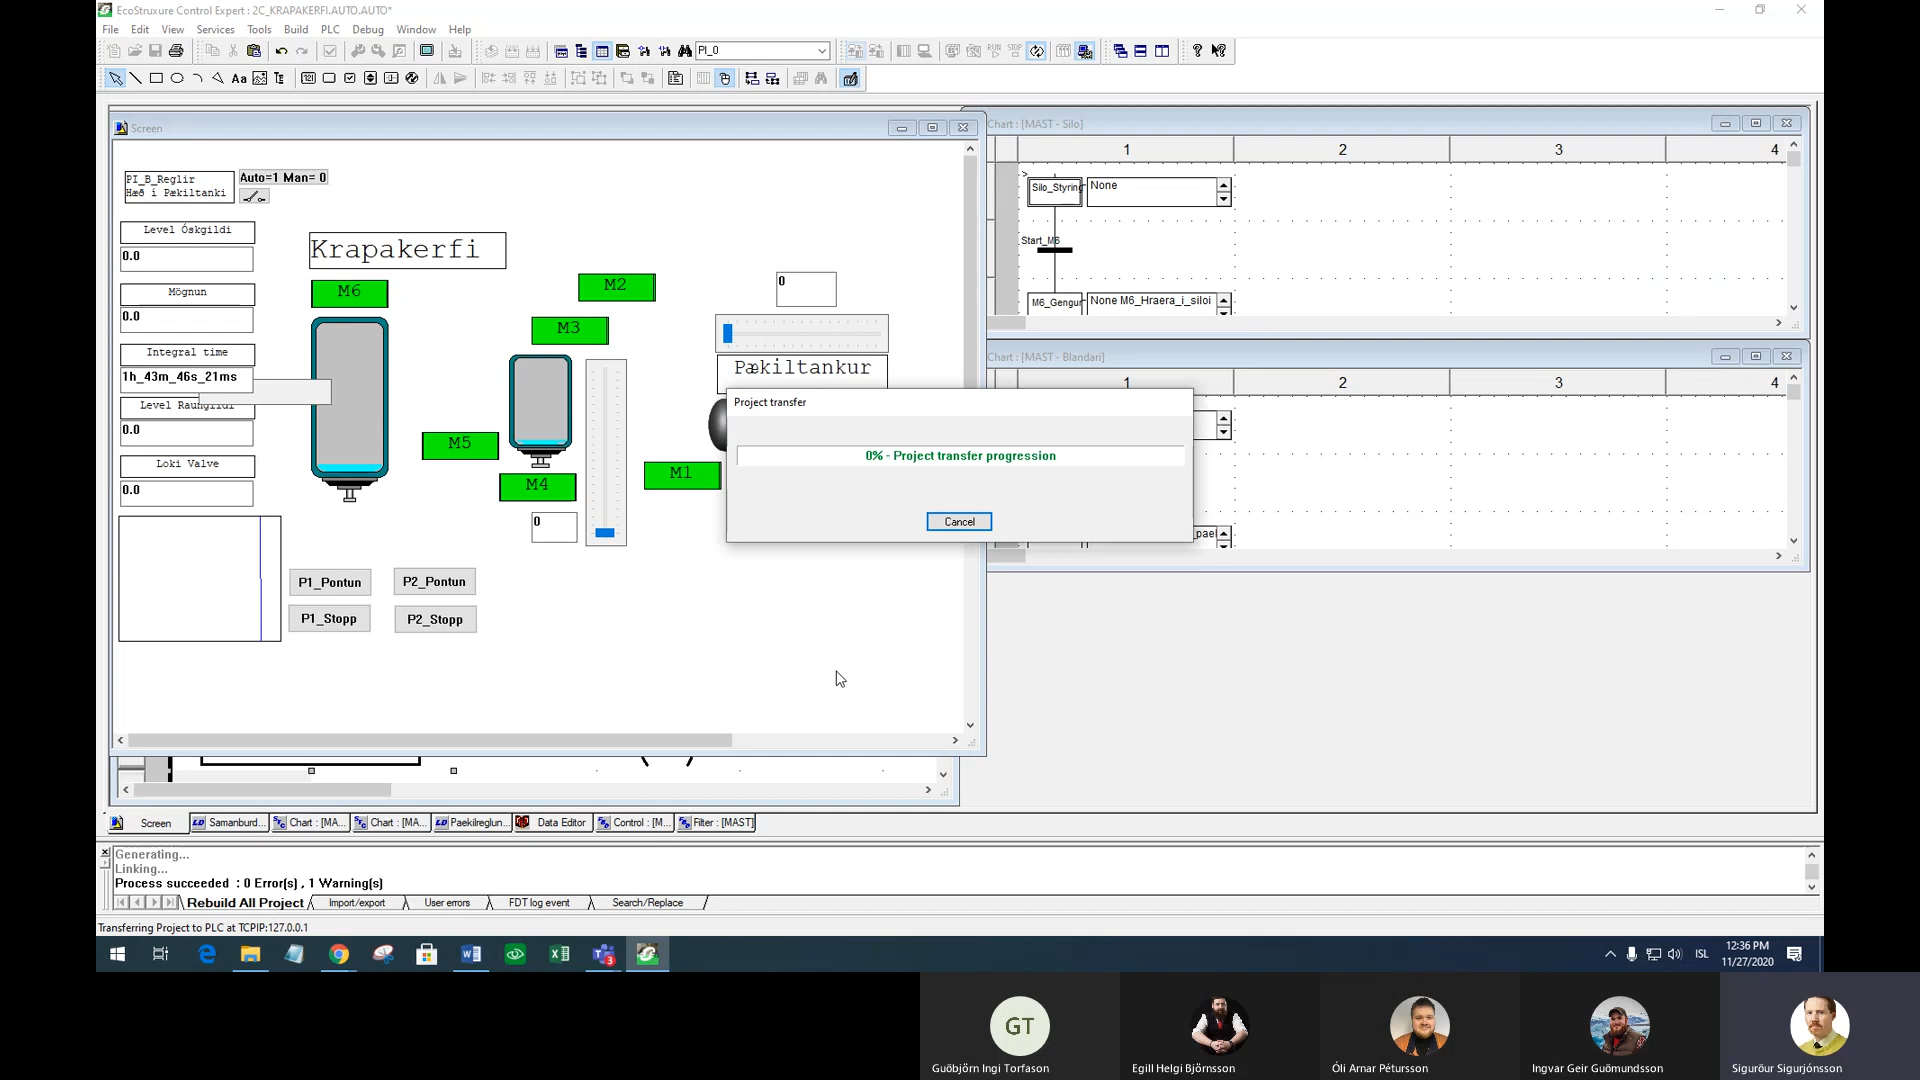 EcoStruxure Control Expert : 2C_KRAPAKERFI.AUTO.AUTO*
File Edit View Services Tools Build PLC Debug Window Help
PI_0
Aa
Screen
PI_B_Reglir
Hæð í Pækiltanki
Auto=1 Man= 0
Level Óskgildi
0.0
Mögnun
0.0
Integral time
1h_43m_46s_21ms
Level Raungildi
0.0
Loki Valve
0.0
Krapakerfi
M6
M2
M3
M5
M4
M1
0
0
Pækiltankur
P1_Pontun
P2_Pontun
P1_Stopp
P2_Stopp
Chart : [MAST - Silo]
1 2 3 4
Silo_Styring
None
Start_M6
M6_Gengur
None M6_Hraera_i_siloi
Chart : [MAST - Blandari]
1 2 3 4
_pael
Project transfer
0% - Project transfer progression
Cancel
Screen
Samanburd...
Chart : [MA...
Chart : [MA...
Paekilreglun...
Data Editor
Control : [M...
Filter : [MAST]
Generating...
Linking...
Process succeeded : 0 Error(s) , 1 Warning(s)
Rebuild All Project
Import/export
User errors
FDT log event
Search/Replace
Transferring Project to PLC at TCPIP:127.0.0.1
ISL
12:36 PM
11/27/2020
GT
Guðbjörn Ingi Torfason
Egill Helgi Björnsson
Óli Arnar Pétursson
Ingvar Geir Guðmundsson
Sigurður Sigurjónsson